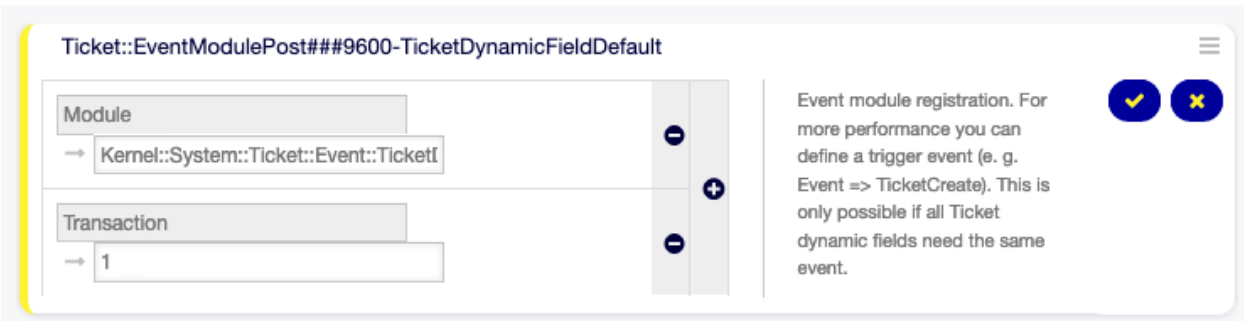 Ticket::EventModulePost###9600-TicketDynamicFieldDefault
Module
Kernel::System::Ticket::Event::Ticket
Transaction
1
Event module registration. For
more performance you can
define a trigger event (e. g.
Event => TicketCreate). This is
only possible if all Ticket
dynamic fields need the same
event.